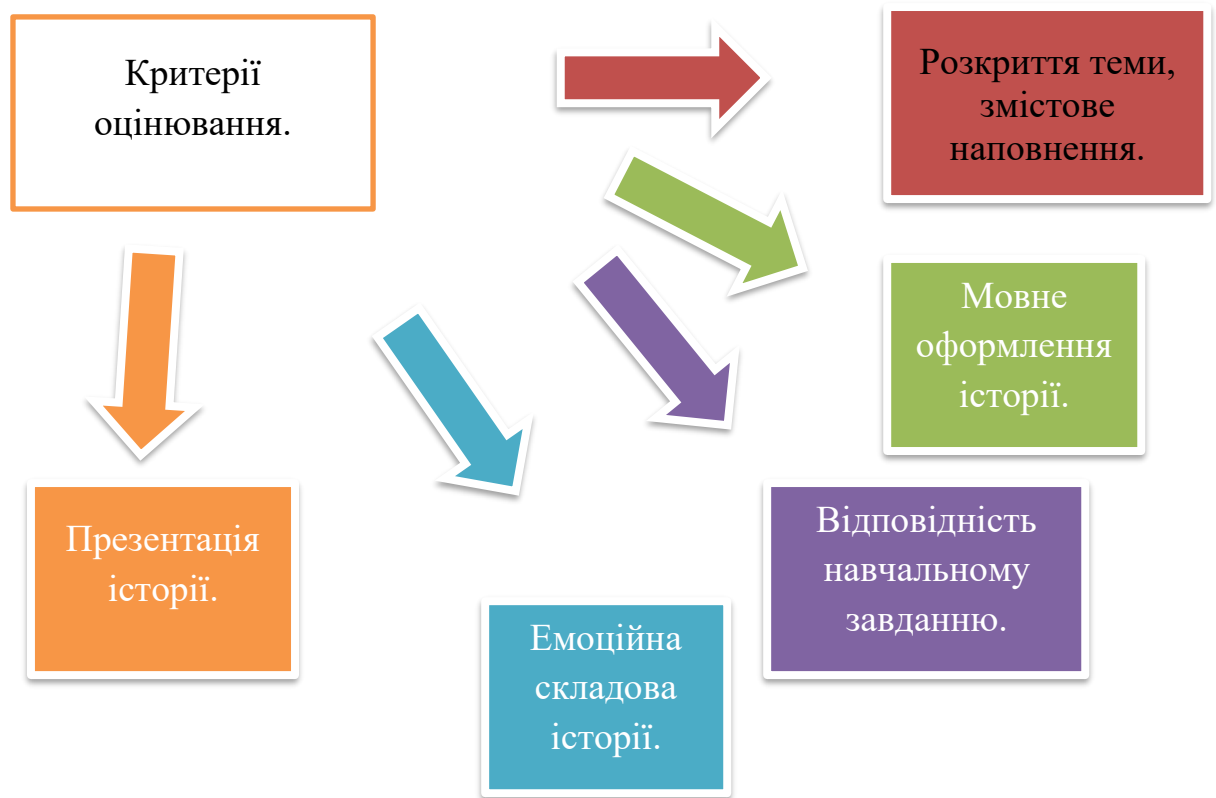 Критерії
оцінювання.
Розкриття теми,
змістове
наповнення.
Мовне
оформлення
історії.
Відповідність
навчальному
завданню.
Емоційна
складова
історії.
Презентація
історії.